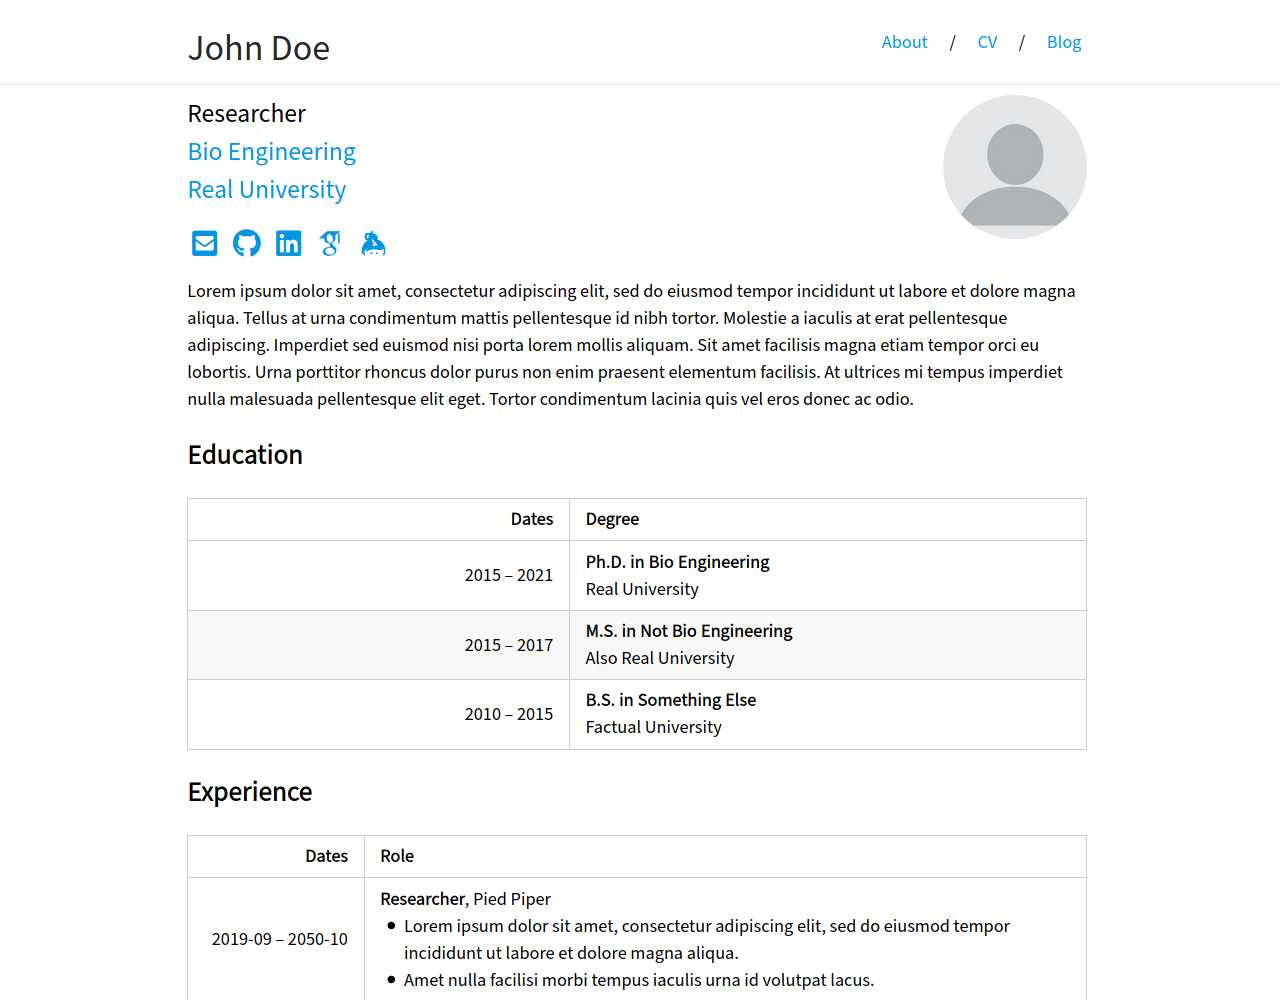 John Doe
About / CV / Blog
Researcher
Bio Engineering
Real University
Lorem ipsum dolor sit amet, consectetur adipiscing elit, sed do eiusmod tempor incididunt ut labore et dolore magna
aliqua. Tellus at urna condimentum mattis pellentesque id nibh tortor. Molestie a iaculis at erat pellentesque
adipiscing. Imperdiet sed euismod nisi porta lorem mollis aliquam. Sit amet facilisis magna etiam tempor orci eu
lobortis. Urna porttitor rhoncus dolor purus non enim praesent elementum facilisis. At ultrices mi tempus imperdiet
nulla malesuada pellentesque elit eget. Tortor condimentum lacinia quis vel eros donec ac odio.
Education
Dates Degree
2015 – 2021 Ph.D. in Bio Engineering
Real University
2015 – 2017 M.S. in Not Bio Engineering
Also Real University
2010 – 2015 B.S. in Something Else
Factual University
Experience
Dates Role
2019-09 – 2050-10 Researcher, Pied Piper
• Lorem ipsum dolor sit amet, consectetur adipiscing elit, sed do eiusmod tempor
incididunt ut labore et dolore magna aliqua.
• Amet nulla facilisi morbi tempus iaculis urna id volutpat lacus.